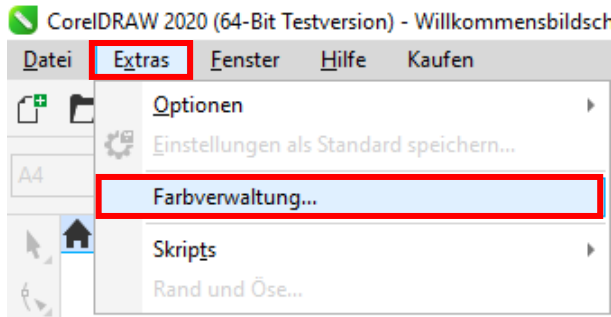 CorelDRAW 2020 (64-Bit Testversion) - Willkommensbildsch
Datei Extras Fenster Hilfe Kaufen
Optionen
Einstellungen als Standard speichern...
A4
Farbverwaltung...
Skripts
Rand und Öse...